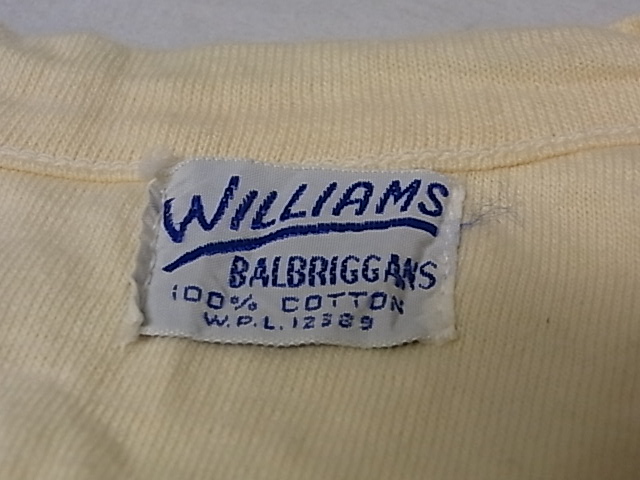 WILLIAMS
BALBRIGGANS
100% COTTON
W.P.L. 12389